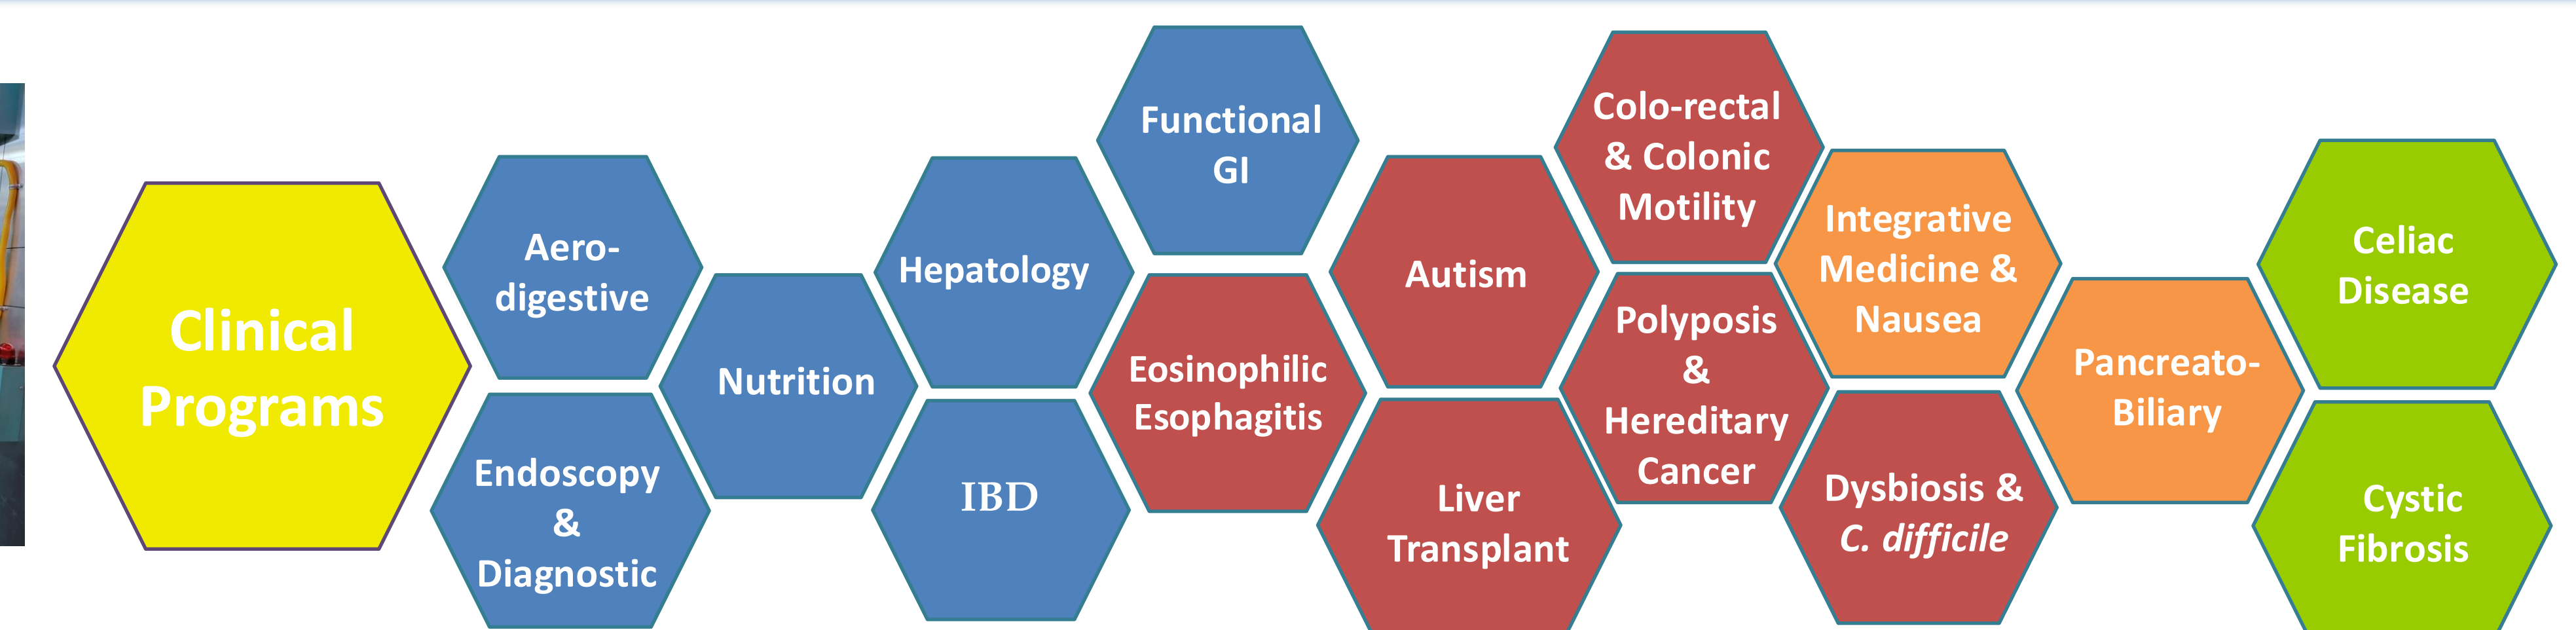 Clinical
Programs
Aero-
digestive
Endoscopy
&
Diagnostic
Nutrition
Hepatology
IBD
Functional
GI
Eosinophilic
Esophagitis
Autism
Liver
Transplant
Colo-rectal
& Colonic
Motility
Polyposis
&
Hereditary
Cancer
Integrative
Medicine &
Nausea
Dysbiosis &
C. difficile
Pancreato-
Biliary
Celiac
Disease
Cystic
Fibrosis